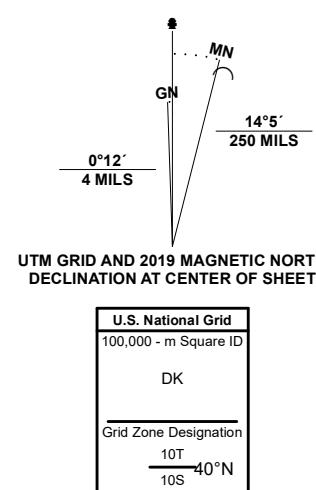 MN
GN
14°5´
250 MILS
0°12´
4 MILS
UTM GRID AND 2019 MAGNETIC NORT
DECLINATION AT CENTER OF SHEET
U.S. National Grid
100,000 - m Square ID
DK
Grid Zone Designation
10T
40°N
10S